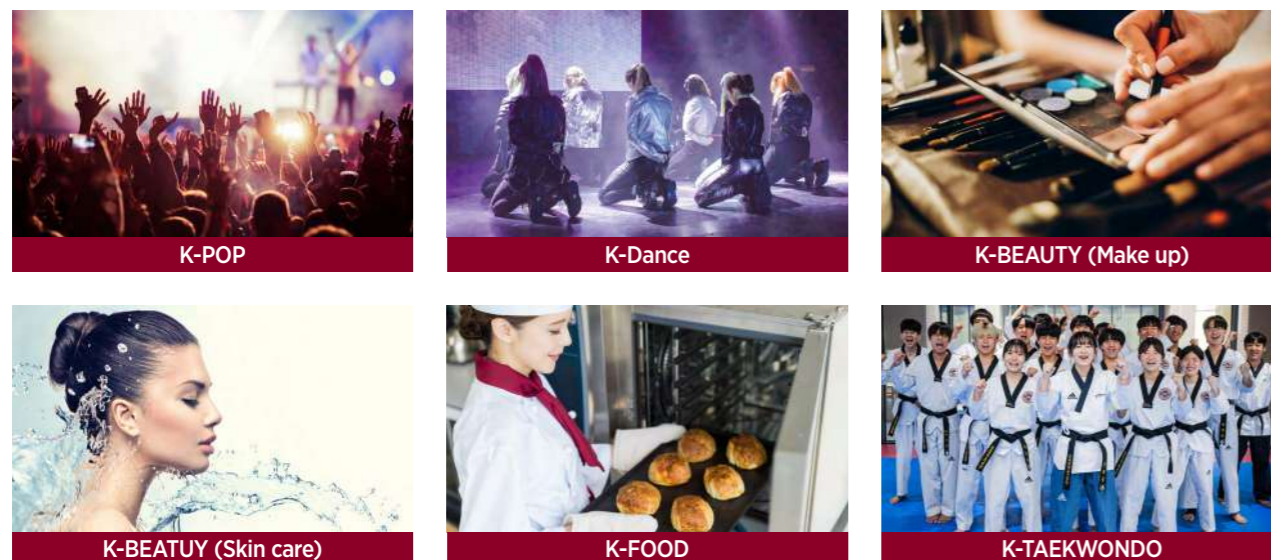 K-POP
K-Dance
K-BEAUTY (Make up)
K-BEATUY (Skin care)
K-FOOD
K-TAEKWONDO